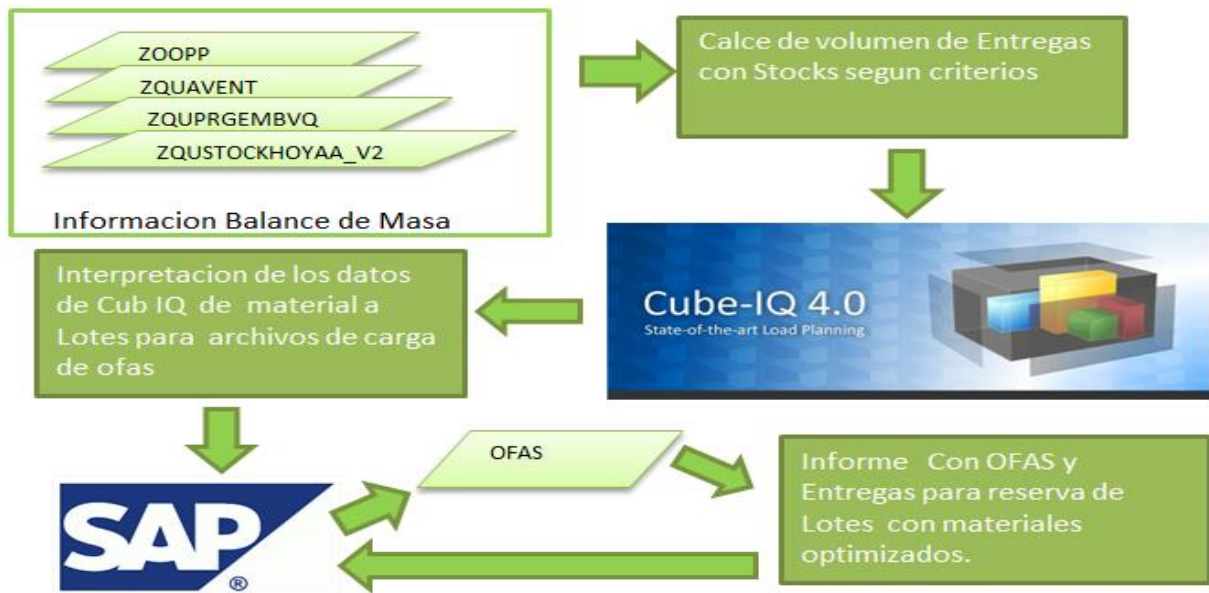 ZOOPP
ZQUAVENT
ZQUPRGEMBVQ
ZQUSTOCKHOYAA_V2
Informacion Balance de Masa
Calce de volumen de Entregas
con Stocks segun criterios
Cube-IQ 4.0
State-of-the-art Load Planning
Interpretacion de los datos
de Cub IQ de material a
Lotes para archivos de carga
de ofas
SAP
®
OFAS
Informe Con OFAS y
Entregas para reserva de
Lotes con materiales
optimizados.